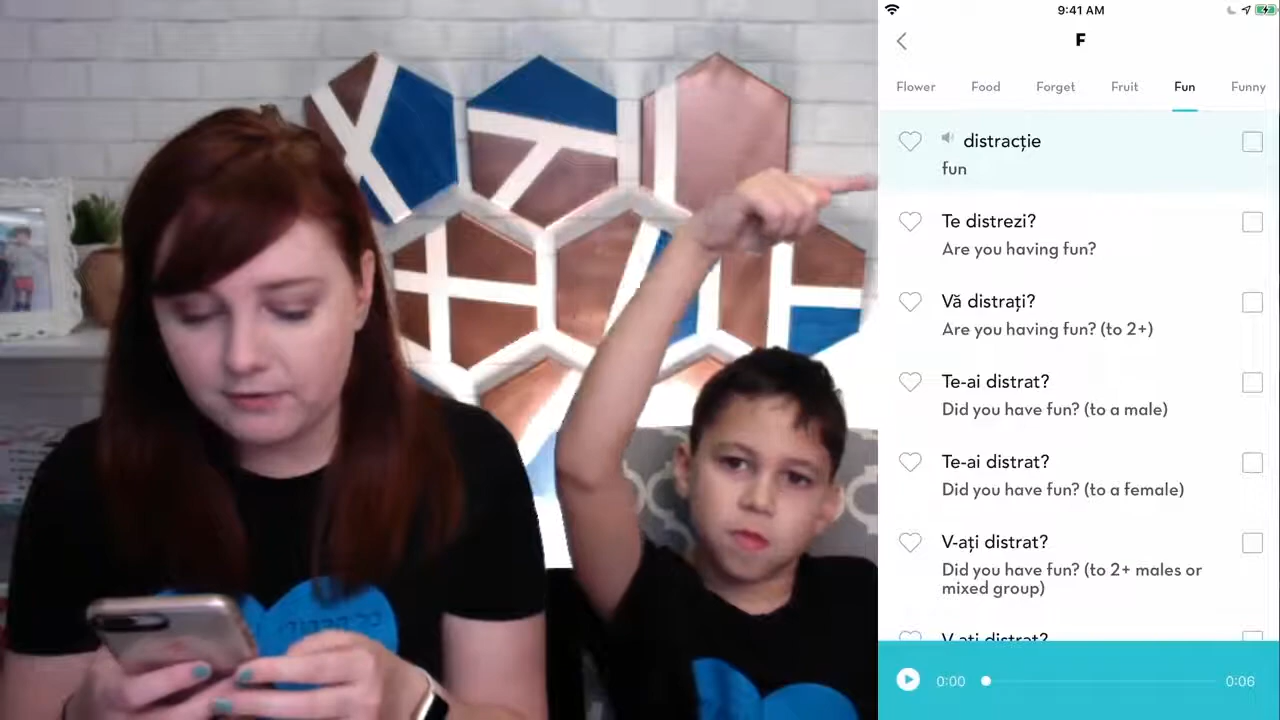 9:41 AM
F
Flower Food Forget Fruit Fun Funny
distracție
fun
Te distrezi?
Are you having fun?
Vă distrați?
Are you having fun? (to 2+)
Te-ai distrat?
Did you have fun? (to a male)
Te-ai distrat?
Did you have fun? (to a female)
V-ați distrat?
Did you have fun? (to 2+ males or
mixed group)
V-ați distrat?
0:00 0:06